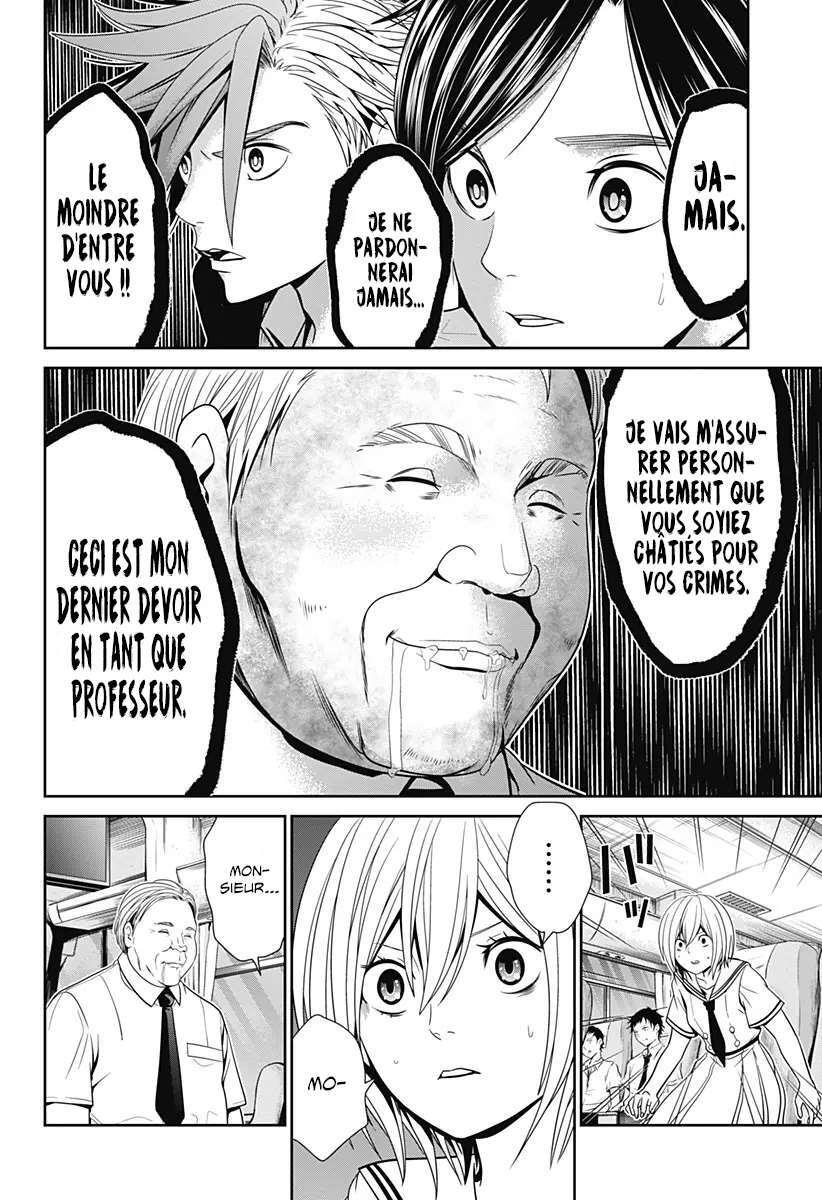 JA-
MAIS.
JE NE
PARDON-
NERAI
JAMAIS...
LE
MOINDRE
D'ENTRE
VOUS !!
JE VAIS M'ASSU-
RER PERSON-
NELLEMENT QUE
VOUS SOYIEZ
CHÂTIÉS POUR
VOS CRIMES.
CECI EST MON
DERNIER DEVOIR
EN TANT QUE
PROFESSEUR.
......
MO-
MON-
SIEUR...